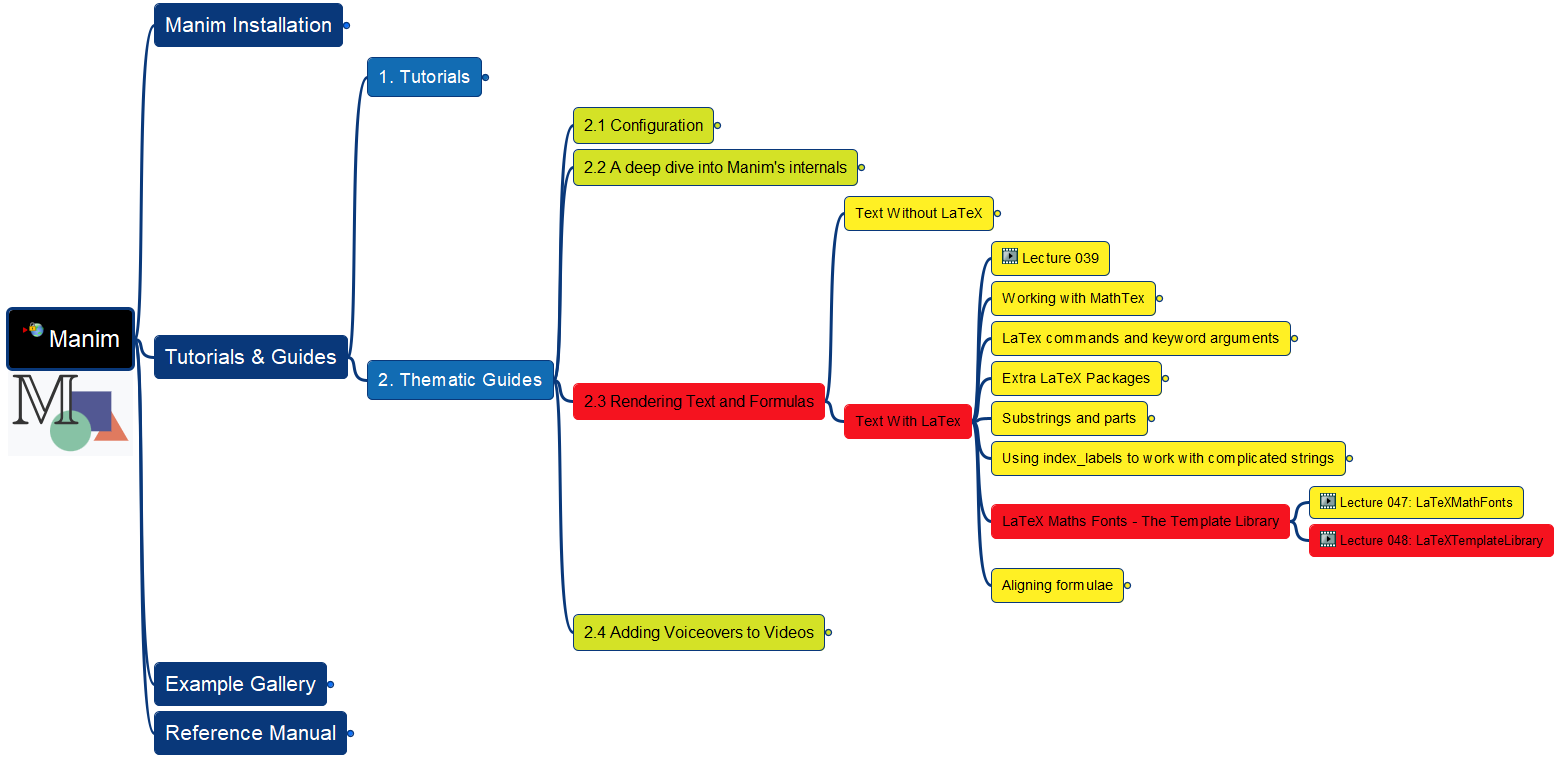 Manim Installation
1. Tutorials
2.1 Configuration
2.2 A deep dive into Manim's internals
Text Without LaTeX
Lecture 039
Working with MathTex
LaTex commands and keyword arguments
Extra LaTeX Packages
Substrings and parts
Using index_labels to work with complicated strings
LaTeX Maths Fonts - The Template Library
Lecture 047: LaTeXMathFonts
Lecture 048: LaTeXTemplateLibrary
Aligning formulae
Text With LaTex
2.3 Rendering Text and Formulas
2. Thematic Guides
Tutorials & Guides
Manim
M
2.4 Adding Voiceovers to Videos
Example Gallery
Reference Manual